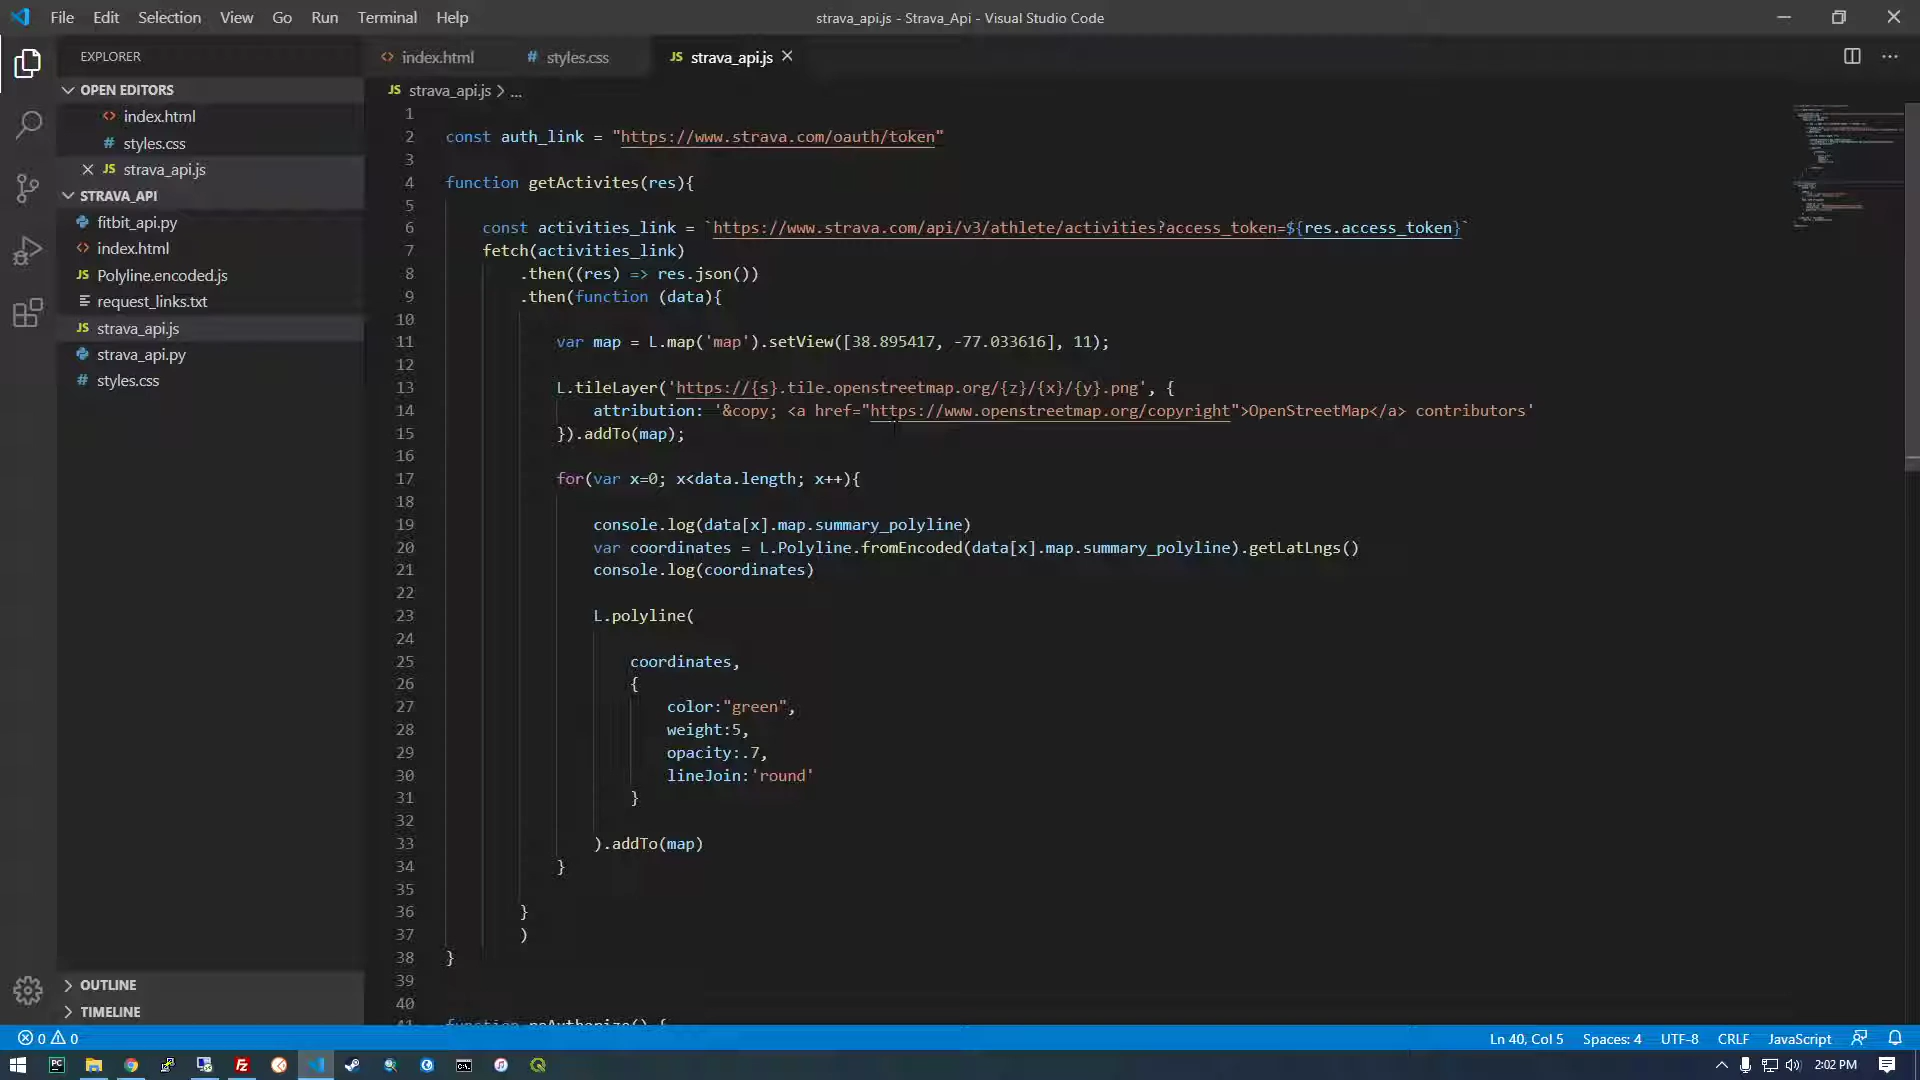 File Edit Selection View Go Run Terminal Help
strava_api.js - Strava_Api - Visual Studio Code
EXPLORER
OPEN EDITORS
<> index.html
# styles.css
JS strava_api.js
STRAVA_API
fitbit_api.py
<> index.html
JS Polyline.encoded.js
request_links.txt
JS strava_api.js
strava_api.py
# styles.css
OUTLINE
TIMELINE
<> index.html # styles.css JS strava_api.js
JS strava_api.js > ...
1
2 const auth_link = "https://www.strava.com/oauth/token"
3
4 function getActivites(res){
5
6 const activities_link = `https://www.strava.com/api/v3/athlete/activities?access_token=${res.access_token}`
7 fetch(activities_link)
8 .then((res) => res.json())
9 .then(function (data){
10
11 var map = L.map('map').setView([38.895417, -77.033616], 11);
12
13 L.tileLayer('https://{s}.tile.openstreetmap.org/{z}/{x}/{y}.png', {
14 attribution: '&copy; <a href="https://www.openstreetmap.org/copyright">OpenStreetMap</a> contributors'
15 }).addTo(map);
16
17 for(var x=0; x<data.length; x++){
18
19 console.log(data[x].map.summary_polyline)
20 var coordinates = L.Polyline.fromEncoded(data[x].map.summary_polyline).getLatLngs()
21 console.log(coordinates)
22
23 L.polyline(
24
25 coordinates,
26 {
27 color:"green",
28 weight:5,
29 opacity:.7,
30 lineJoin:'round'
31 }
32
33 ).addTo(map)
34 }
35
36 }
37 )
38 }
39
40
41 function reAuthorize() {
0 0
Ln 40, Col 5 Spaces: 4 UTF-8 CRLF JavaScript
PC Fz
2:02 PM